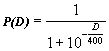 P(D) = 1 / (1 + 10^(-D/400))